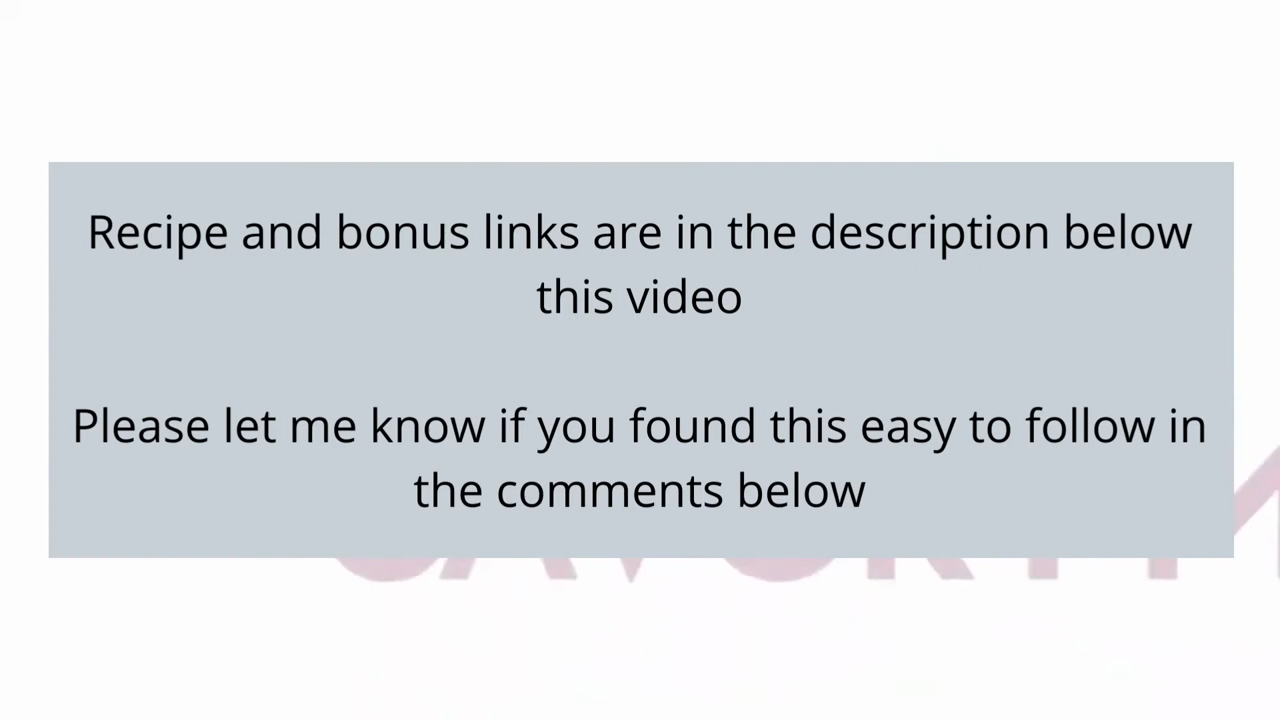 Recipe and bonus links are in the description below
this video
Please let me know if you found this easy to follow in
the comments below